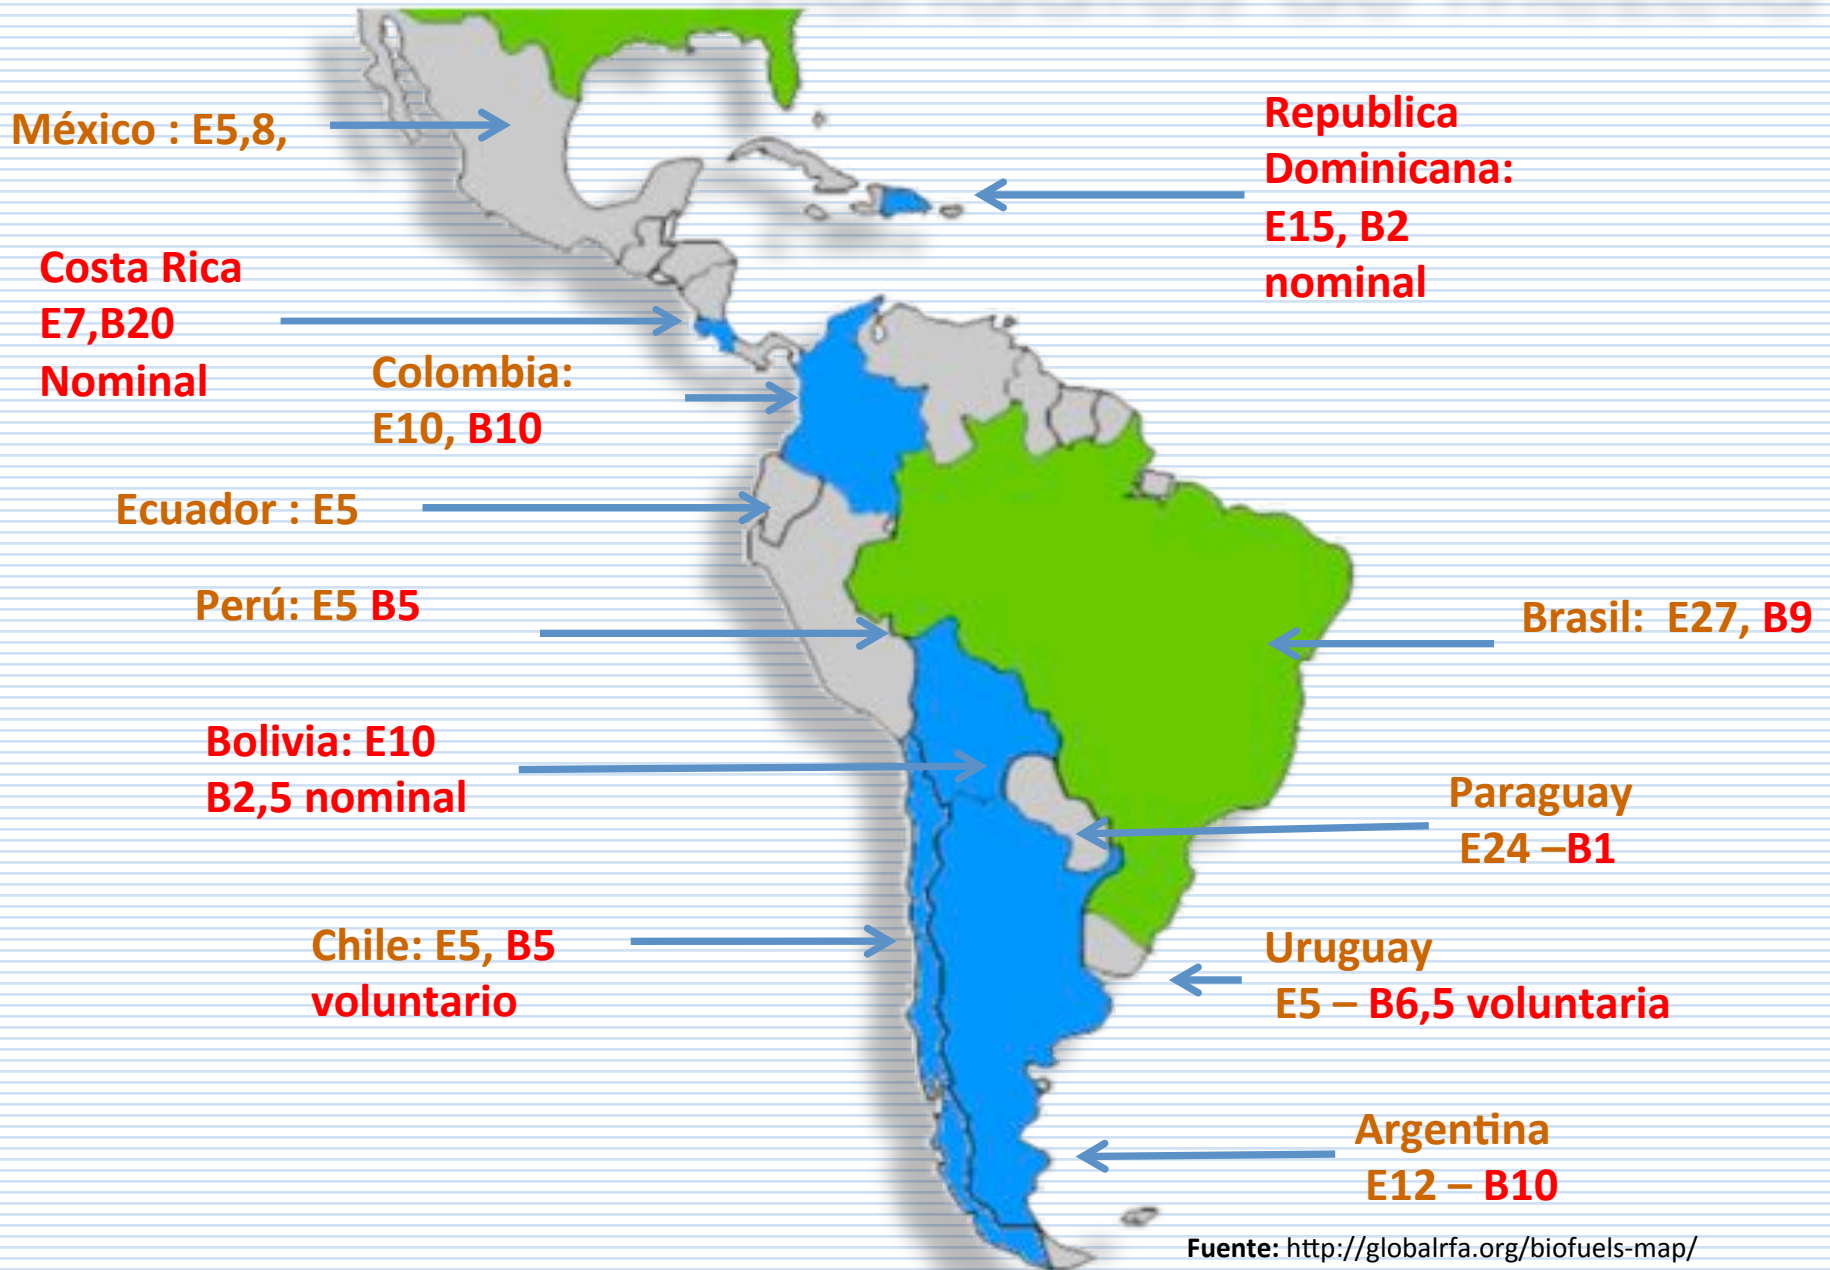 México : E5,8,
Republica
Dominicana:
E15, B2
nominal
Costa Rica
E7,B20
Nominal
Colombia:
E10, B10
Ecuador : E5
Perú: E5 B5
Brasil: E27, B9
Bolivia: E10
B2,5 nominal
Paraguay
E24 –B1
Chile: E5, B5
voluntario
Uruguay
E5 – B6,5 voluntaria
Argentina
E12 – B10
Fuente: http://globalrfa.org/biofuels-map/